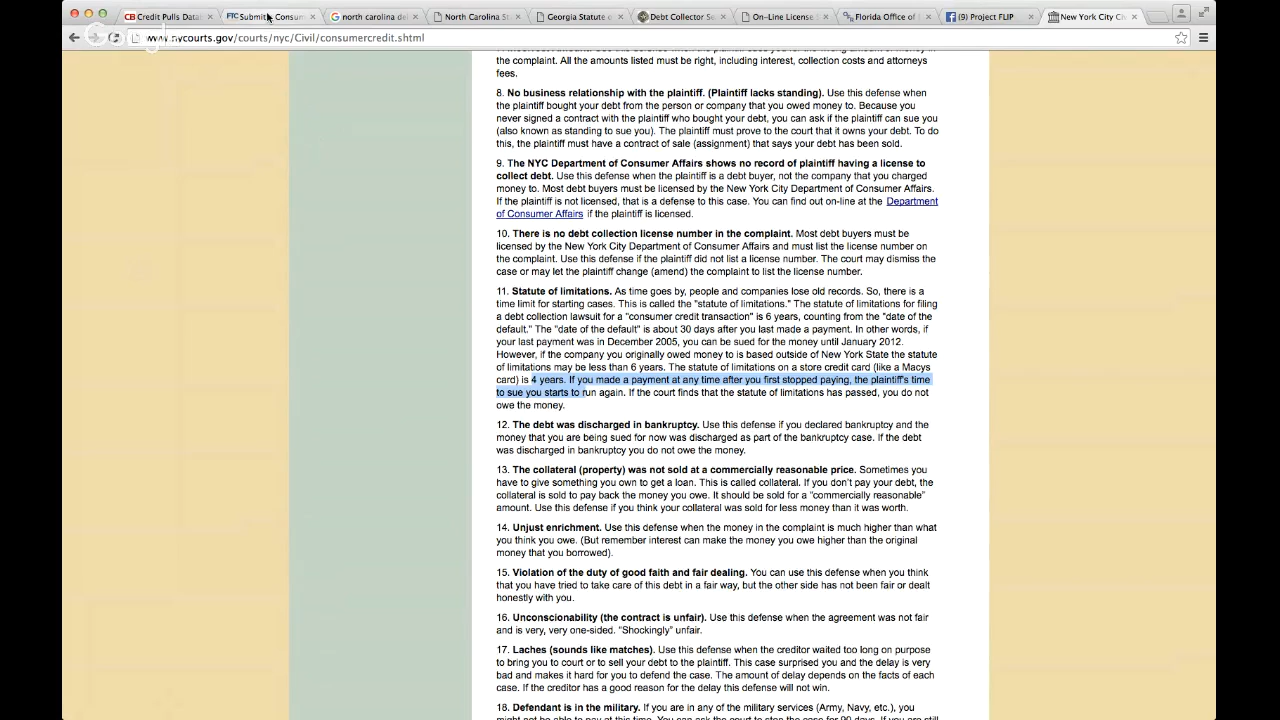 Credit Pulls Data
FTC Submit a Consum
north carolina de
North Carolina St
Georgia Statute o
Debt Collector Se
On-Line License
Florida Office of
(9) Project FLIP
New York City Ch
www.nycourts.gov/courts/nyc/Civil/consumercredit.shtml
the complaint. All the amounts listed must be right, including interest, collection costs and attorneys
fees.
8. No business relationship with the plaintiff. (Plaintiff lacks standing). Use this defense when
the plaintiff bought your debt from the person or company that you owed money to. Because you
never signed a contract with the plaintiff who bought your debt, you can ask if the plaintiff can sue you
(also known as standing to sue you). The plaintiff must prove to the court that it owns your debt. To do
this, the plaintiff must have a contract of sale (assignment) that says your debt has been sold.
9. The NYC Department of Consumer Affairs shows no record of plaintiff having a license to
collect debt. Use this defense when the plaintiff is a debt buyer, not the company that you charged
money to. Most debt buyers must be licensed by the New York City Department of Consumer Affairs.
If the plaintiff is not licensed, that is a defense to this case. You can find out on-line at the Department
of Consumer Affairs if the plaintiff is licensed.
10. There is no debt collection license number in the complaint. Most debt buyers must be
licensed by the New York City Department of Consumer Affairs and must list the license number on
the complaint. Use this defense if the plaintiff did not list a license number. The court may dismiss the
case or may let the plaintiff change (amend) the complaint to list the license number.
11. Statute of limitations. As time goes by, people and companies lose old records. So, there is a
time limit for starting cases. This is called the "statute of limitations." The statute of limitations for filing
a debt collection lawsuit for a "consumer credit transaction" is 6 years, counting from the "date of the
default." The "date of the default" is about 30 days after you last made a payment. In other words, if
your last payment was in December 2005, you can be sued for the money until January 2012.
However, if the company you originally owed money to is based outside of New York State the statute
of limitations may be less than 6 years. The statute of limitations on a store credit card (like a Macys
card) is 4 years. If you made a payment at any time after you first stopped paying, the plaintiff's time
to sue you starts to run again. If the court finds that the statute of limitations has passed, you do not
owe the money.
12. The debt was discharged in bankruptcy. Use this defense if you declared bankruptcy and the
money that you are being sued for now was discharged as part of the bankruptcy case. If the debt
was discharged in bankruptcy you do not owe the money.
13. The collateral (property) was not sold at a commercially reasonable price. Sometimes you
have to give something you own to get a loan. This is called collateral. If you don't pay your debt, the
collateral is sold to pay back the money you owe. It should be sold for a "commercially reasonable"
amount. Use this defense if you think your collateral was sold for less money than it was worth.
14. Unjust enrichment. Use this defense when the money in the complaint is much higher than what
you think you owe. (But remember interest can make the money you owe higher than the original
money that you borrowed).
15. Violation of the duty of good faith and fair dealing. You can use this defense when you think
that you have tried to take care of this debt in a fair way, but the other side has not been fair or dealt
honestly with you.
16. Unconscionability (the contract is unfair). Use this defense when the agreement was not fair
and is very, very one-sided. "Shockingly" unfair.
17. Laches (sounds like matches). Use this defense when the creditor waited too long on purpose
to bring you to court or to sell your debt to the plaintiff. This case surprised you and the delay is very
bad and makes it hard for you to defend the case. The amount of delay depends on the facts of each
case. If the creditor has a good reason for the delay this defense will not win.
18. Defendant is in the military. If you are in any of the military services (Army, Navy, etc.), you